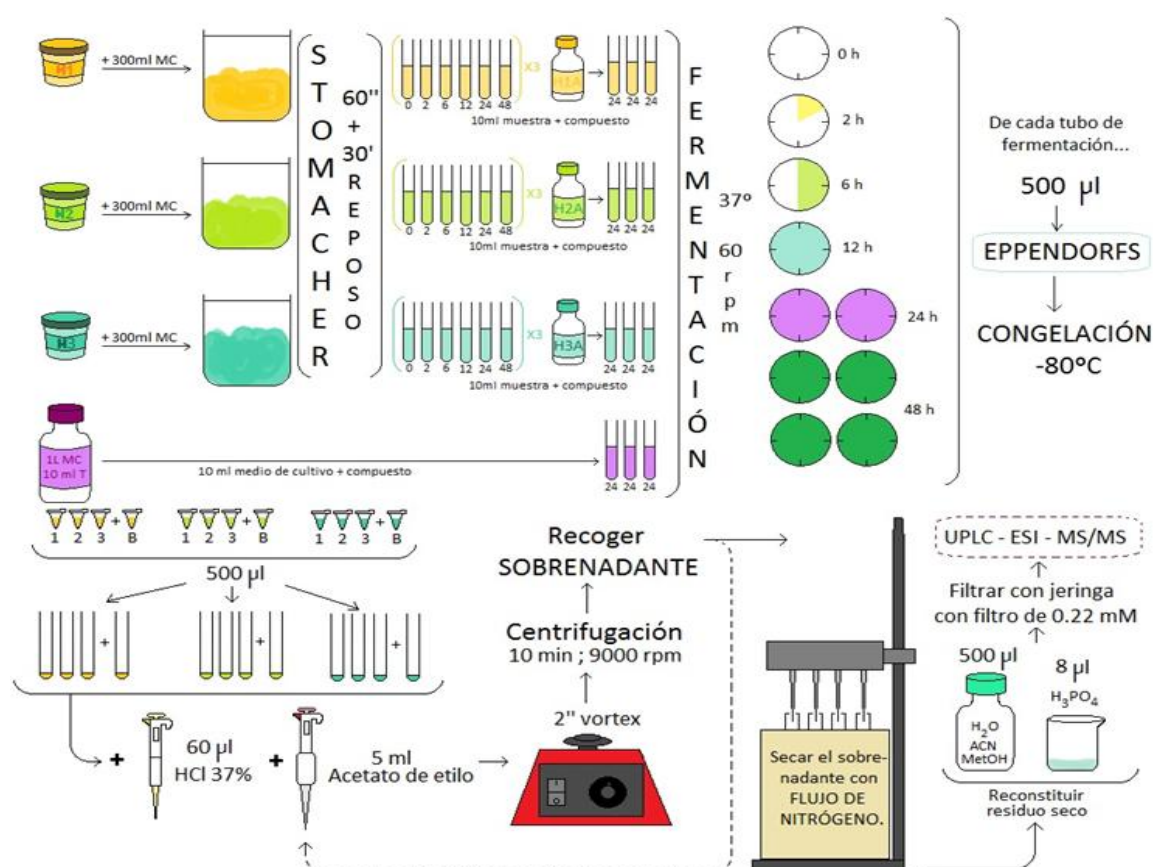 H1
+ 300ml MC
H2
+ 300ml MC
H3
+ 300ml MC
STOMACHER
60''
+
30'
REPOSO
0 2 6 12 24 48
X3
H1A
24 24 24
10ml muestra + compuesto
0 2 6 12 24 48
X3
H2A
24 24 24
10ml muestra + compuesto
0 2 6 12 24 48
X3
H3A
24 24 24
10ml muestra + compuesto
1L MC
10 ml T
10 ml medio de cultivo + compuesto
24 24 24
FERMENTACIÓN
37º
60
rpm
0 h
2 h
6 h
12 h
24 h
48 h
De cada tubo de
fermentación...
500 µl
EPPENDORFS
CONGELACIÓN
-80ºC
+ + +
1 2 3 B 1 2 3 B 1 2 3 B
500 µl
+ + +
+
60 µl
HCl 37%
+
5 ml
Acetato de etilo
2'' vortex
Centrifugación
10 min ; 9000 rpm
Recoger
SOBRENADANTE
Secar el sobre-
nadante con
FLUJO DE
NITRÓGENO.
UPLC - ESI - MS/MS
Filtrar con jeringa
con filtro de 0.22 mM
500 µl
H2O
ACN
MetOH
8 µl
H3PO4
Reconstituir
residuo seco